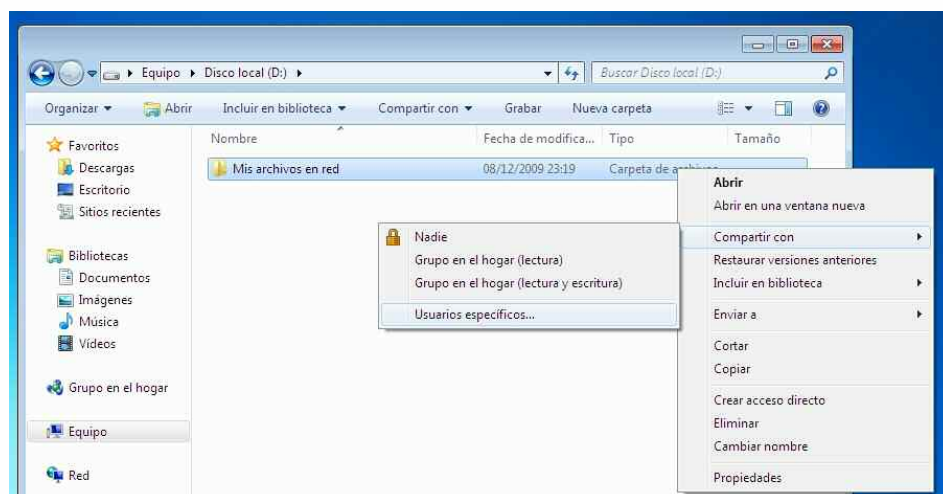 Equipo ▸ Disco local (D:) ▸
Buscar Disco local (D:)
Organizar Abrir Incluir en biblioteca Compartir con Grabar Nueva carpeta
Nombre Fecha de modifica... Tipo Tamaño
Mis archivos en red 08/12/2009 23:19 Carpeta de archivos
Favoritos
Descargas
Escritorio
Sitios recientes
Bibliotecas
Documentos
Imágenes
Música
Vídeos
Grupo en el hogar
Equipo
Red
Nadie
Grupo en el hogar (lectura)
Grupo en el hogar (lectura y escritura)
Usuarios específicos...
Abrir
Abrir en una ventana nueva
Compartir con
Restaurar versiones anteriores
Incluir en biblioteca
Enviar a
Cortar
Copiar
Crear acceso directo
Eliminar
Cambiar nombre
Propiedades